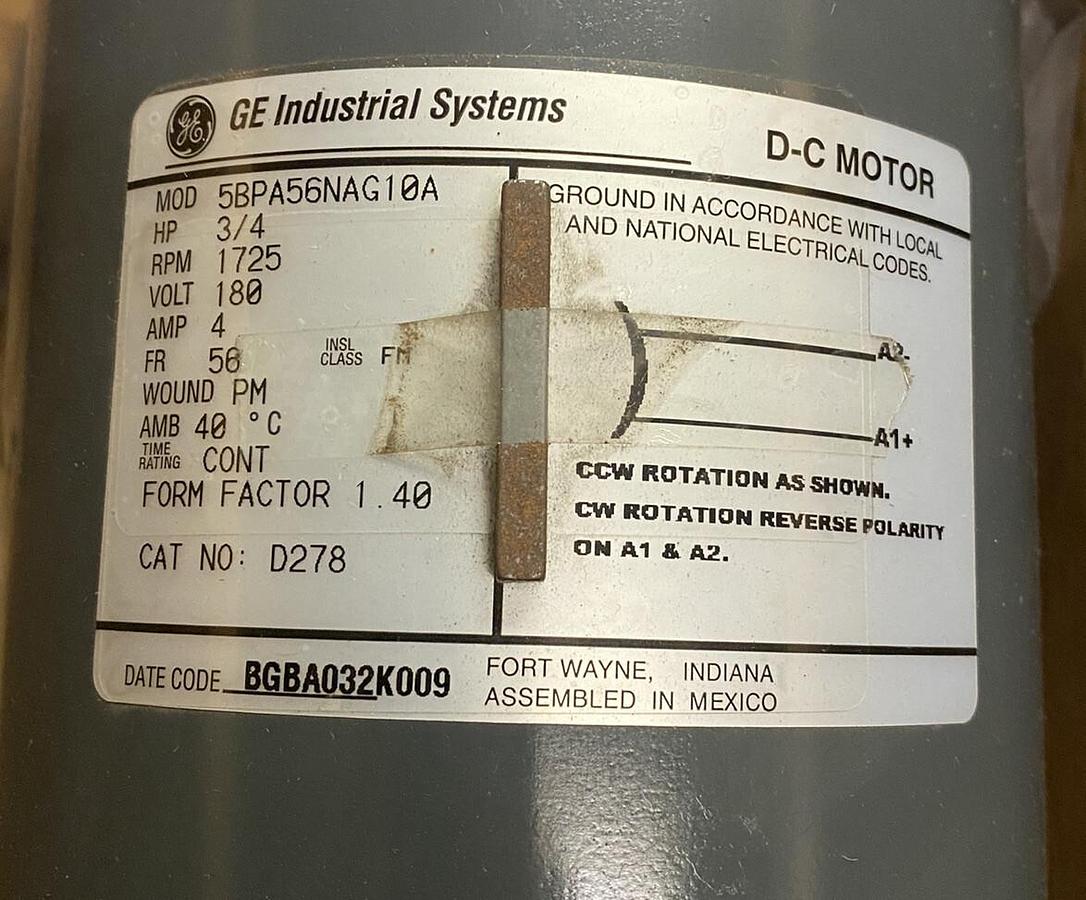 GE GE Industrial Systems
D-C MOTOR
MOD 5BPA56NAG10A
HP 3/4
RPM 1725
VOLT 180
AMP 4
FR 56 INSL CLASS
WOUND PM
AMB 40 °C
TIME RATING CONT
FORM FACTOR 1.40
CAT NO: D278
GROUND IN ACCORDANCE WITH LOCAL
AND NATIONAL ELECTRICAL CODES.
A2-
A1+
CCW ROTATION AS SHOWN.
CW ROTATION REVERSE POLARITY
ON A1 & A2.
DATE CODE BGBA032K009
FORT WAYNE, INDIANA
ASSEMBLED IN MEXICO